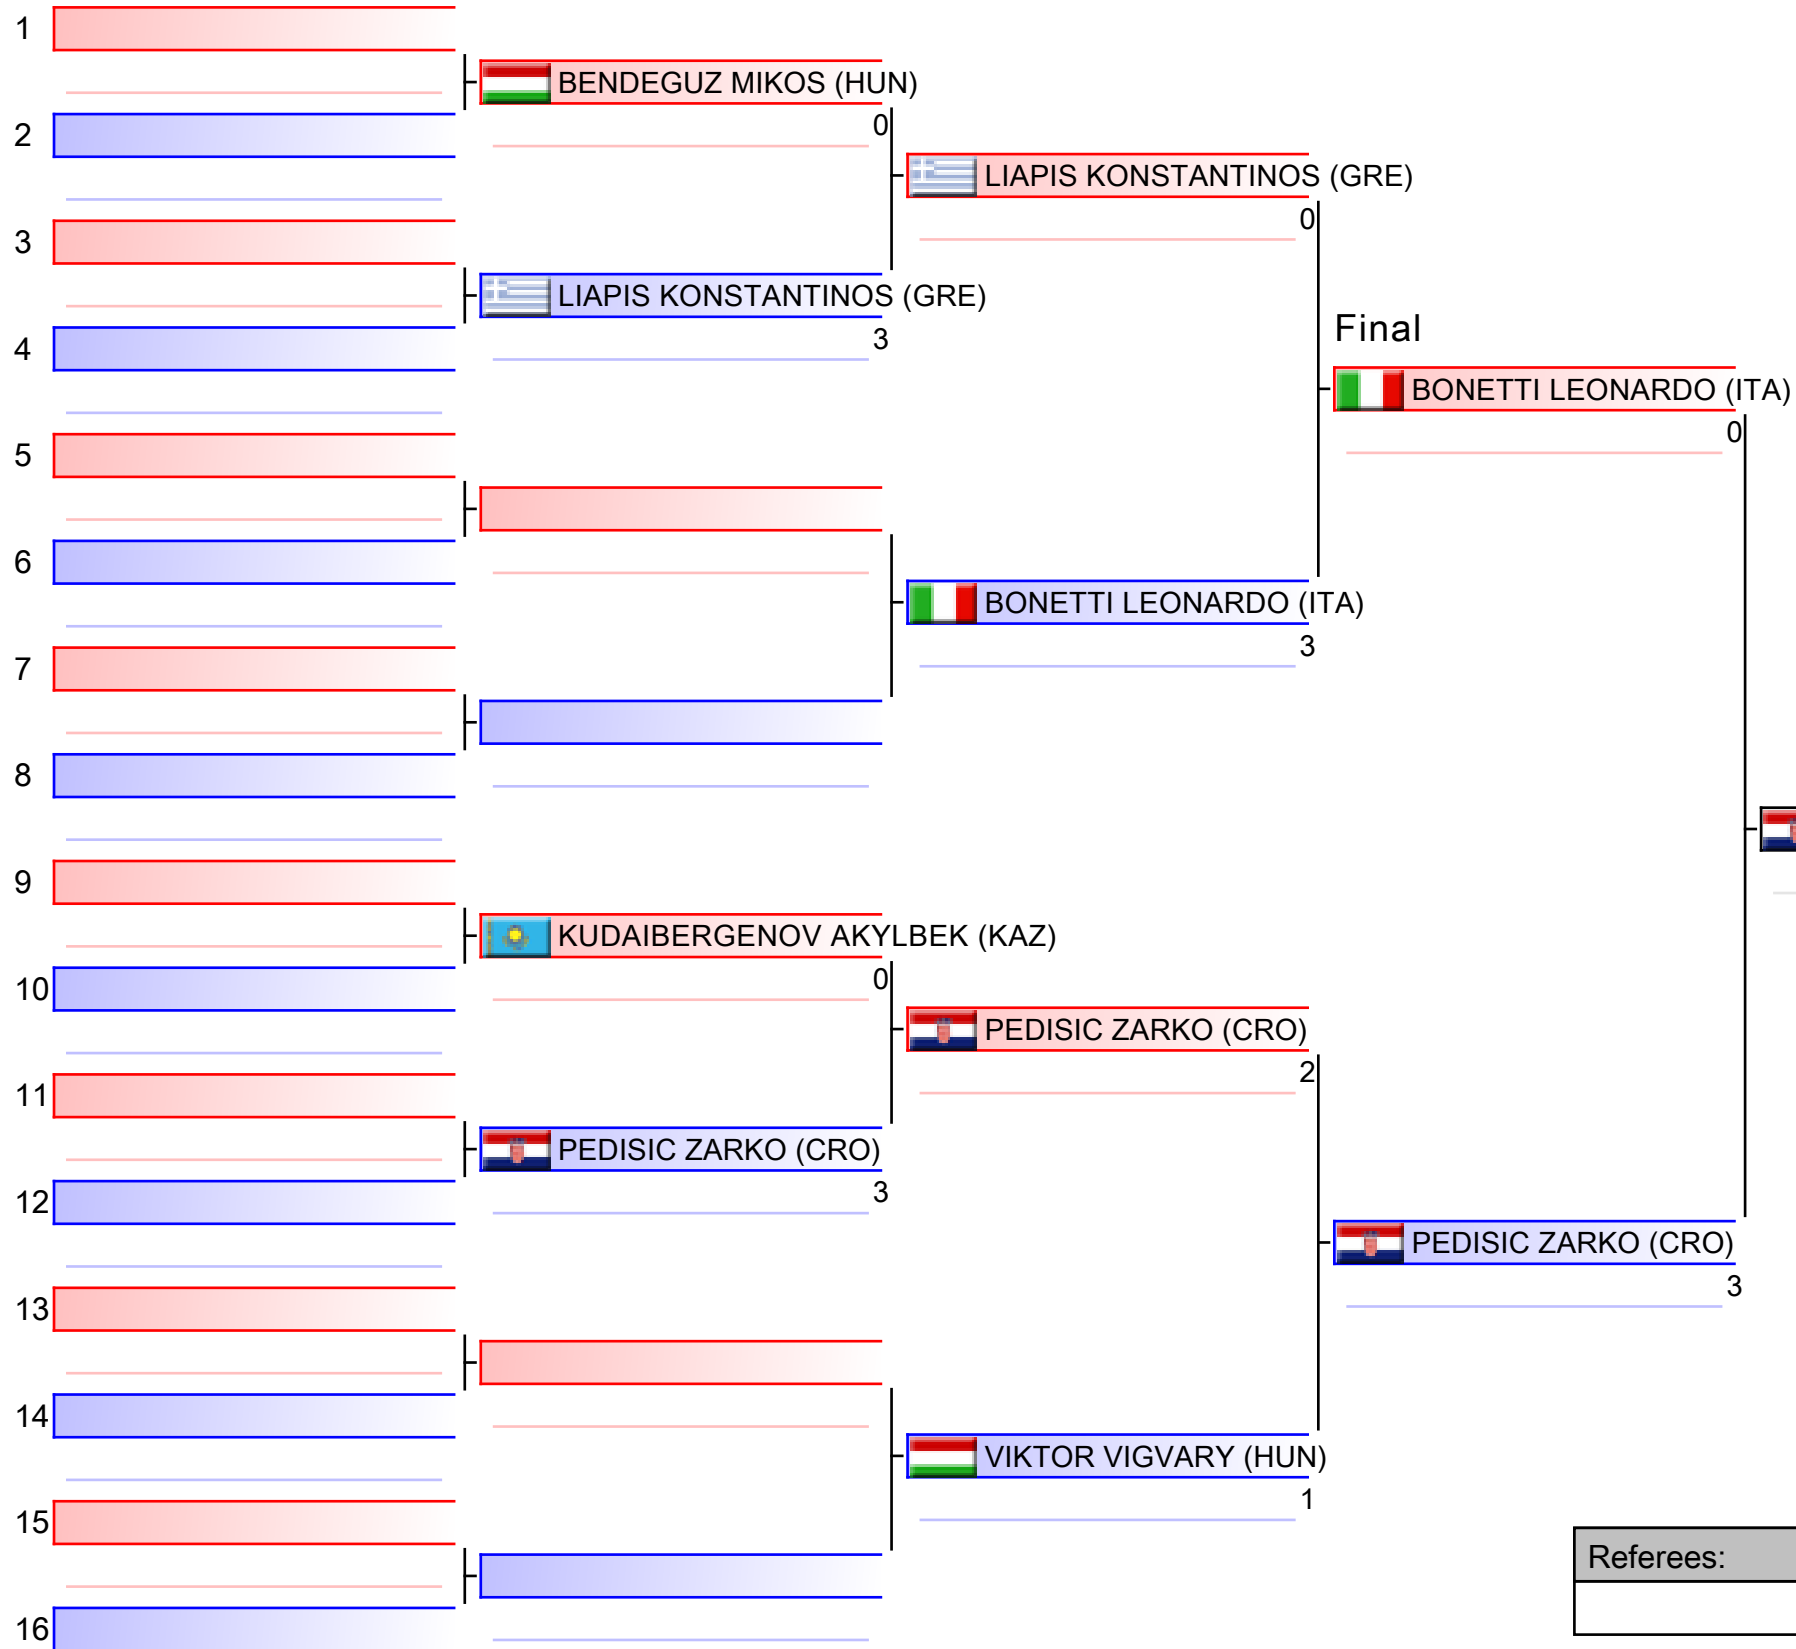 1
BENDEGUZ MIKOS (HUN)
0
2
LIAPIS KONSTANTINOS (GRE)
0
3
LIAPIS KONSTANTINOS (GRE)
3
4
Final
BONETTI LEONARDO (ITA)
0
5
6
BONETTI LEONARDO (ITA)
3
7
8
9
KUDAIBERGENOV AKYLBEK (KAZ)
0
10
PEDISIC ZARKO (CRO)
2
11
PEDISIC ZARKO (CRO)
3
12
PEDISIC ZARKO (CRO)
3
13
14
VIKTOR VIGVARY (HUN)
1
15
Referees:
16